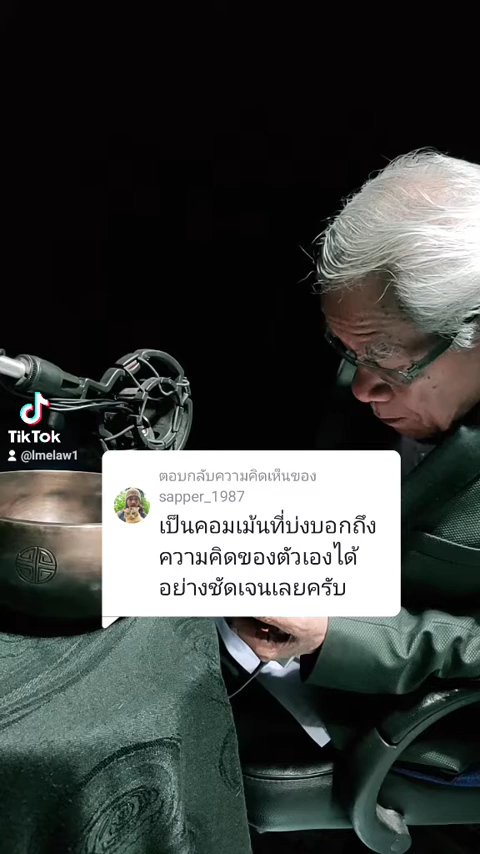 TikTok
@lmelaw1
ตอบกลับความคิดเห็นของ
sapper_1987
เป็นคอมเม้นที่บ่งบอกถึง
ความคิดของตัวเองได้
อย่างชัดเจนเลยครับ